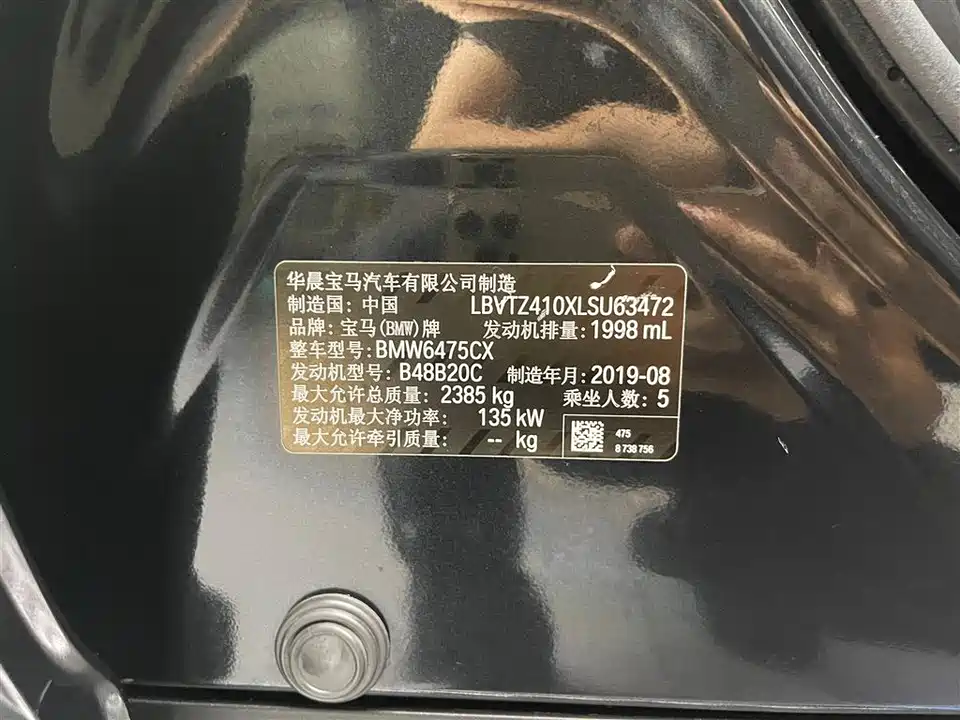 华晨宝马汽车有限公司制造
制造国: 中国 LBVTZ410XLSU63472
品牌: 宝马(BMW)牌 发动机排量: 1998 mL
整车型号: BMW6475CX
发动机型号: B48B20C 制造年月: 2019-08
最大允许总质量: 2385 kg 乘坐人数: 5
发动机最大净功率: 135 kW
最大允许牵引质量: -- kg
475
8 738 756